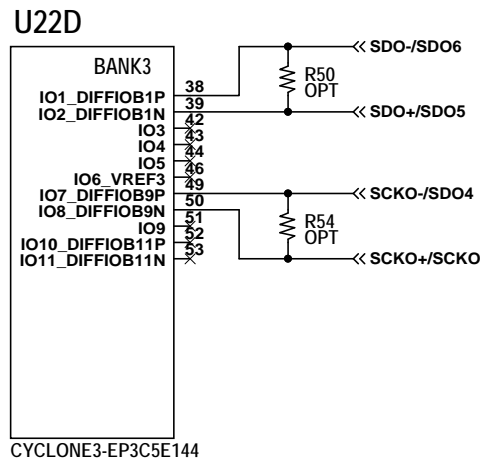 U22D
BANK3
IO1_DIFFIOB1P 38
IO2_DIFFIOB1N 39
IO3 42
IO4 43
IO5 44
IO6_VREF3 46
IO7_DIFFIOB9P 49
IO8_DIFFIOB9N 50
IO9 51
IO10_DIFFIOB11P 52
IO11_DIFFIOB11N 53
SDO-/SDO6
R50
OPT
SDO+/SDO5
SCKO-/SDO4
R54
OPT
SCKO+/SCKO
CYCLONE3-EP3C5E144